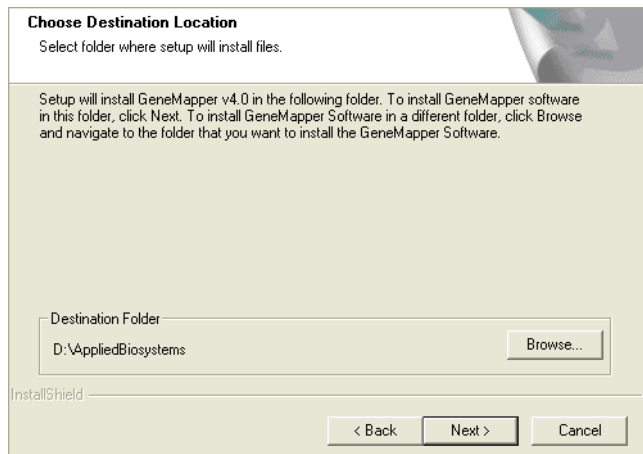 Choose Destination Location
Select folder where setup will install files.
Setup will install GeneMapper v4.0 in the following folder. To install GeneMapper software
in this folder, click Next. To install GeneMapper Software in a different folder, click Browse
and navigate to the folder that you want to install the GeneMapper Software.
Destination Folder
D:\AppliedBiosystems
Browse...
InstallShield
< Back
Next >
Cancel